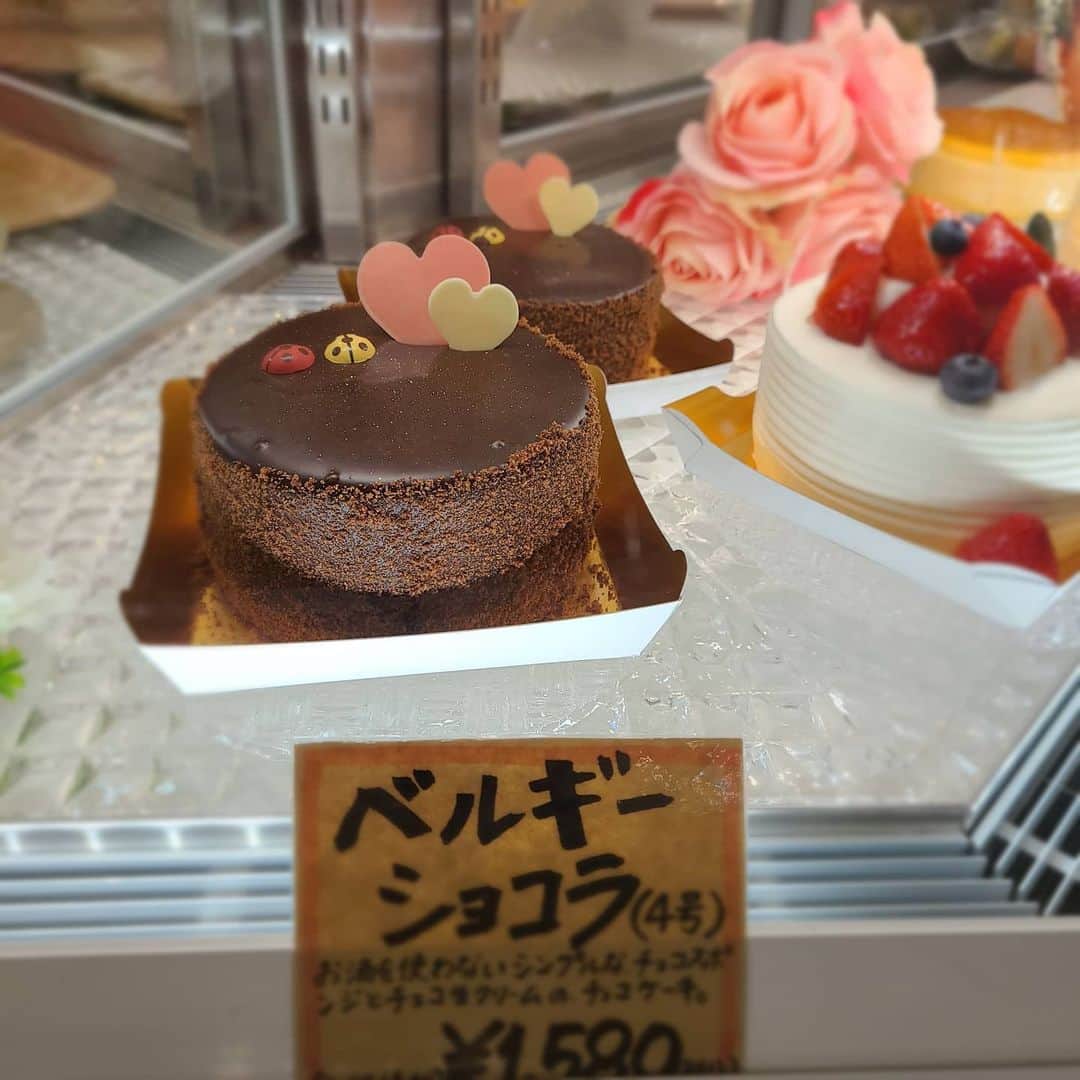 ベルギー
ショコラ(4号)
お酒を使わないシンプルな、チョコスポ
ンジとチョコ生クリームの、チョコケーキ。
¥1,580